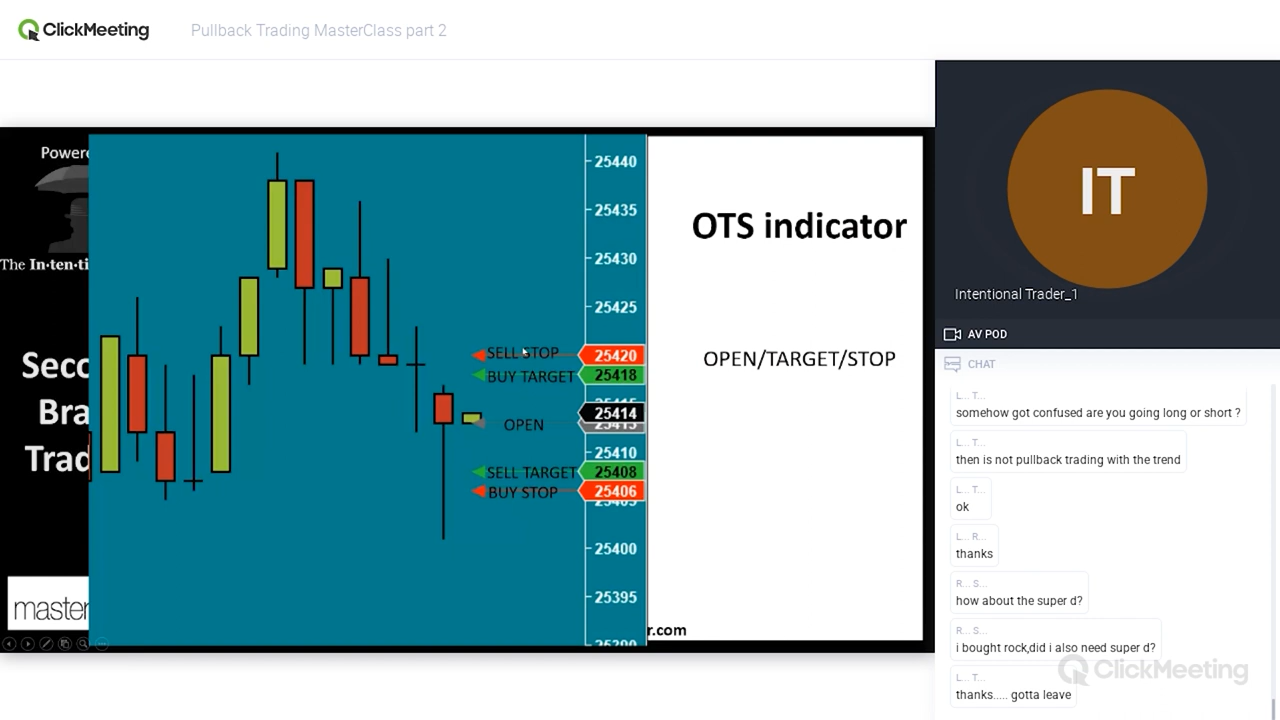 ClickMeeting
Pullback Trading MasterClass part 2
Powere
The In·ten·ti
Seco
Bra
Trad
master
25440
25435
25430
25425
SELL STOP
25420
BUY TARGET
25418
25414
OPEN
25410
SELL TARGET
25408
BUY STOP
25406
25400
25395
OTS indicator
OPEN/TARGET/STOP
r.com
IT
Intentional Trader_1
AV POD
CHAT
L... T...
somehow got confused are you going long or short ?
L... T...
then is not pullback trading with the trend
L... T...
ok
L... R...
thanks
R... S...
how about the super d?
R... S...
i bought rock,did i also need super d?
L... T...
thanks..... gotta leave
ClickMeeting